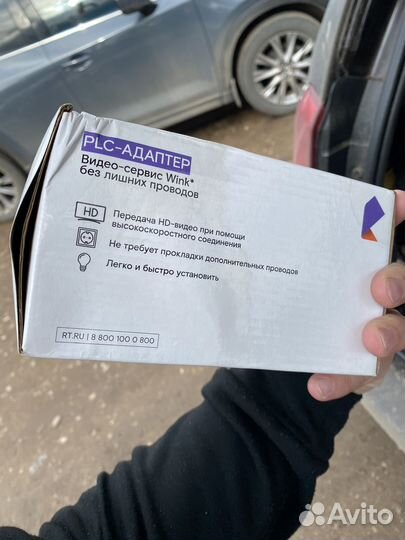 PLC-АДАПТЕР
Видео-сервис Wink*
без лишних проводов
HD
Передача HD-видео при помощи
высокоскоростного соединения
Не требует прокладки дополнительных проводов
Легко и быстро установить
RT.RU | 8 800 100 0 800
Avito